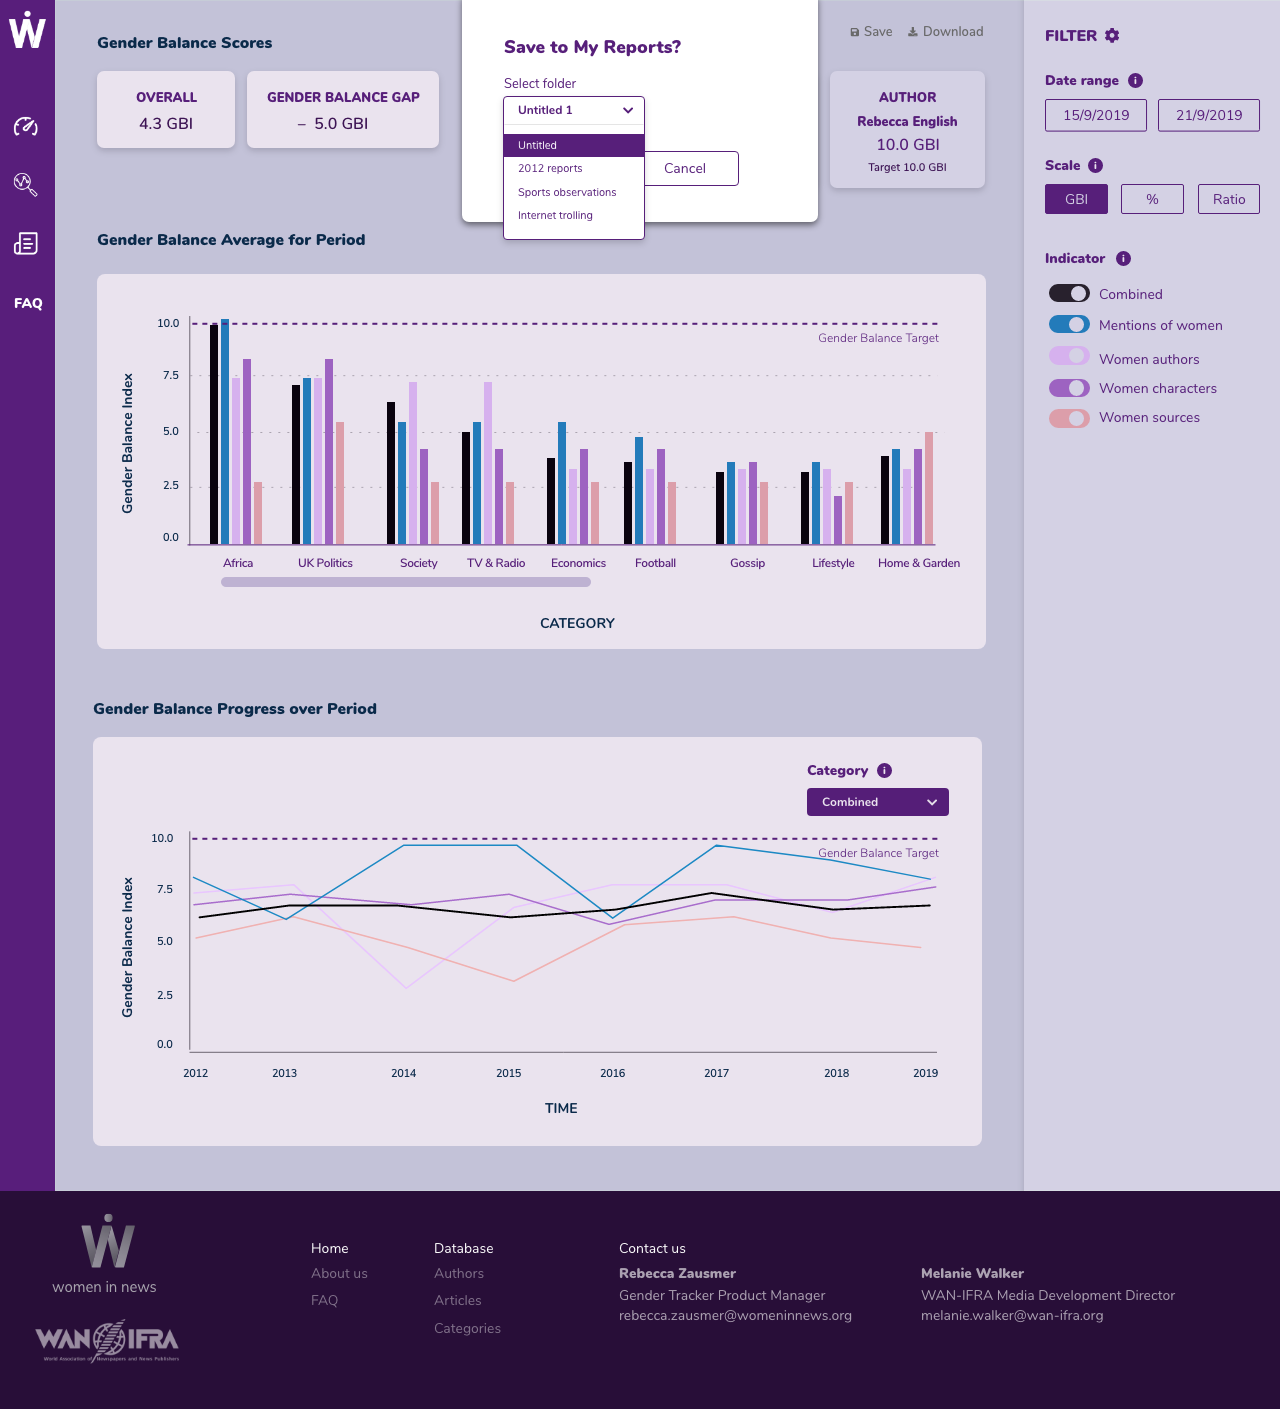 Gender Balance Scores
OVERALL
4.3 GBI
GENDER BALANCE GAP
– 5.0 GBI
Save to My Reports?
Select folder
Untitled 1
Untitled
2012 reports
Sports observations
Internet trolling
Cancel
Save
Download
AUTHOR
Rebecca English
10.0 GBI
Target 10.0 GBI
FILTER
Date range
15/9/2019
21/9/2019
Scale
GBI
%
Ratio
Indicator
Combined
Mentions of women
Women authors
Women characters
Women sources
FAQ
Gender Balance Average for Period
Gender Balance Index
10.0
7.5
5.0
2.5
0.0
Gender Balance Target
Africa
UK Politics
Society
TV & Radio
Economics
Football
Gossip
Lifestyle
Home & Garden
CATEGORY
Gender Balance Progress over Period
Category
Combined
Gender Balance Index
10.0
7.5
5.0
2.5
0.0
Gender Balance Target
2012
2013
2014
2015
2016
2017
2018
2019
TIME
women in news
WAN IFRA
World Association of Newspapers and News Publishers
Home
About us
FAQ
Database
Authors
Articles
Categories
Contact us
Rebecca Zausmer
Gender Tracker Product Manager
rebecca.zausmer@womeninnews.org
Melanie Walker
WAN-IFRA Media Development Director
melanie.walker@wan-ifra.org